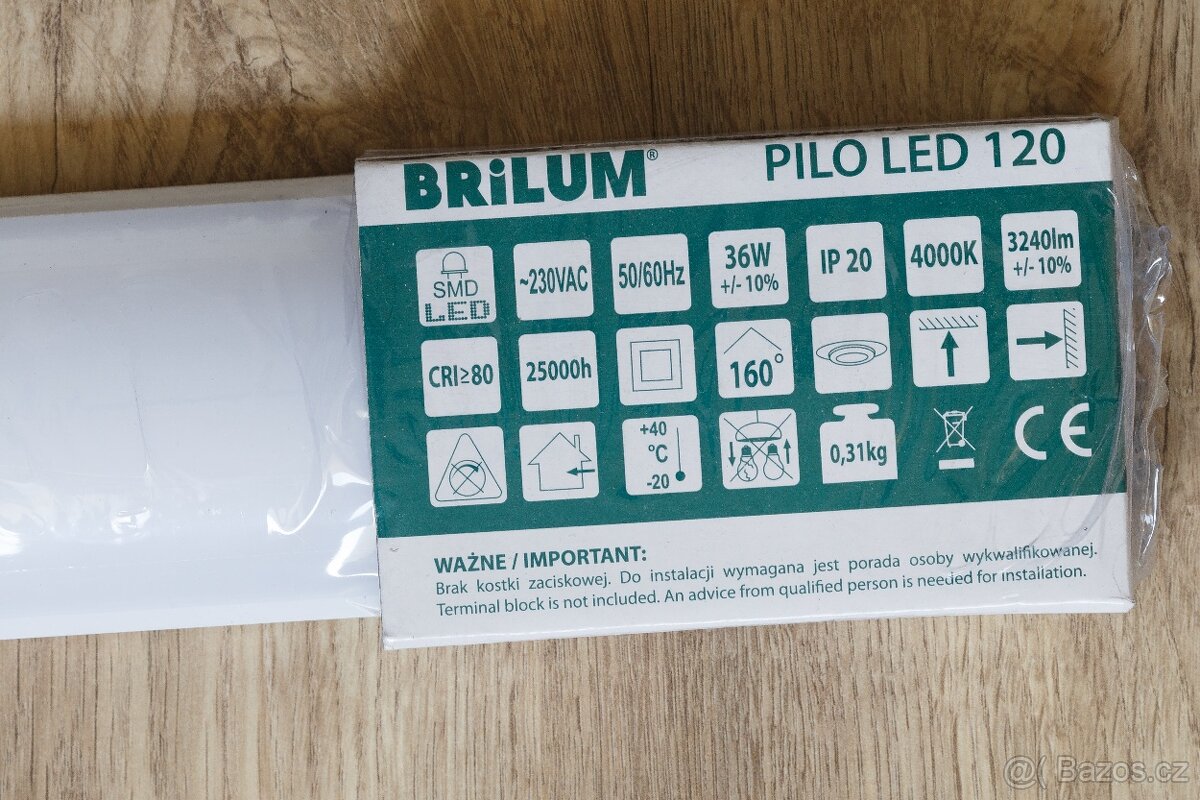 BRiLUM® PILO LED 120
SMD LED ~230VAC 50/60Hz 36W +/- 10% IP 20 4000K 3240lm +/- 10%
CRI≥80 25000h 160°
+40 °C -20 0,31kg CE
WAŻNE / IMPORTANT:
Brak kostki zaciskowej. Do instalacji wymagana jest porada osoby wykwalifikowanej.
Terminal block is not included. An advice from qualified person is needed for installation.
@( Bazos.cz